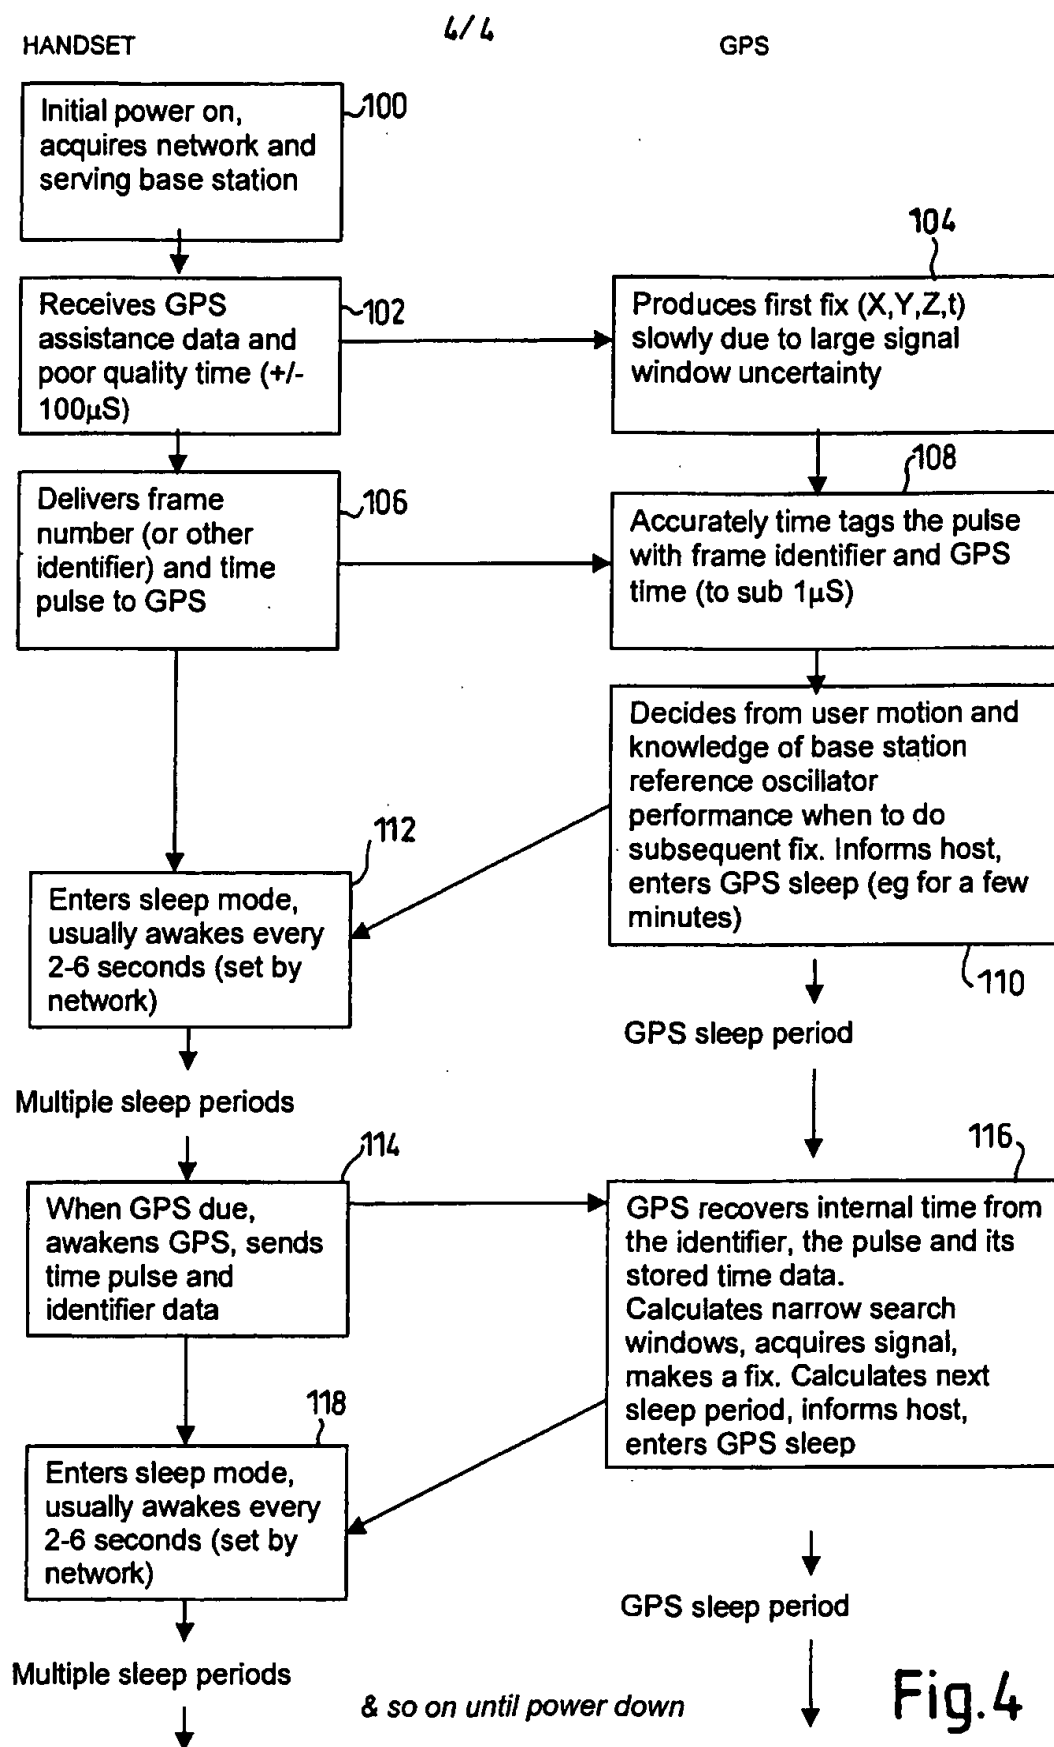 4/4
HANDSET
GPS
Initial power on,
acquires network and
serving base station
100
Receives GPS
assistance data and
poor quality time (+/-
100µS)
102
104
Produces first fix (X,Y,Z,t)
slowly due to large signal
window uncertainty
Delivers frame
number (or other
identifier) and time
pulse to GPS
106
108
Accurately time tags the pulse
with frame identifier and GPS
time (to sub 1µS)
Decides from user motion and
knowledge of base station
reference oscillator
performance when to do
subsequent fix. Informs host,
enters GPS sleep (eg for a few
minutes)
110
112
Enters sleep mode,
usually awakes every
2-6 seconds (set by
network)
GPS sleep period
Multiple sleep periods
114
When GPS due,
awakens GPS, sends
time pulse and
identifier data
116
GPS recovers internal time from
the identifier, the pulse and its
stored time data.
Calculates narrow search
windows, acquires signal,
makes a fix. Calculates next
sleep period, informs host,
enters GPS sleep
118
Enters sleep mode,
usually awakes every
2-6 seconds (set by
network)
GPS sleep period
Multiple sleep periods
& so on until power down
Fig.4